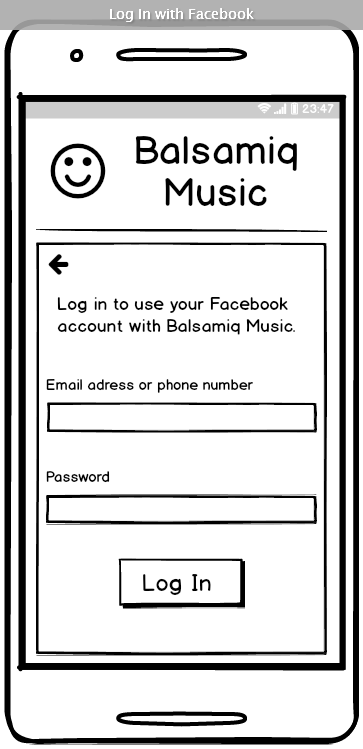 Log In with Facebook
23:47
Balsamiq
Music
Log in to use your Facebook
account with Balsamiq Music.
Email adress or phone number
Password
Log In